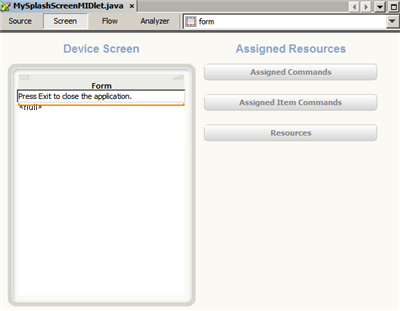 MySplashScreenMIDlet.java ×
Source Screen Flow Analyzer form
Device Screen Assigned Resources
Form
Press Exit to close the application.
<null>
Assigned Commands
Assigned Item Commands
Resources